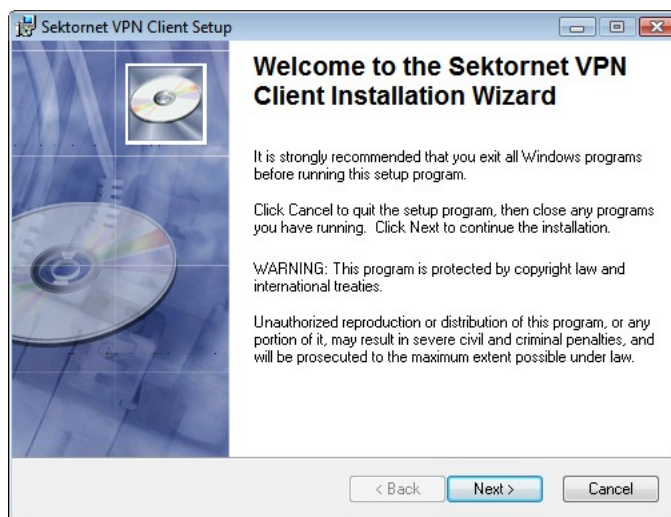 Sektornet VPN Client Setup
Welcome to the Sektornet VPN
Client Installation Wizard
It is strongly recommended that you exit all Windows programs
before running this setup program.
Click Cancel to quit the setup program, then close any programs
you have running. Click Next to continue the installation.
WARNING: This program is protected by copyright law and
international treaties.
Unauthorized reproduction or distribution of this program, or any
portion of it, may result in severe civil and criminal penalties, and
will be prosecuted to the maximum extent possible under law.
< Back
Next >
Cancel